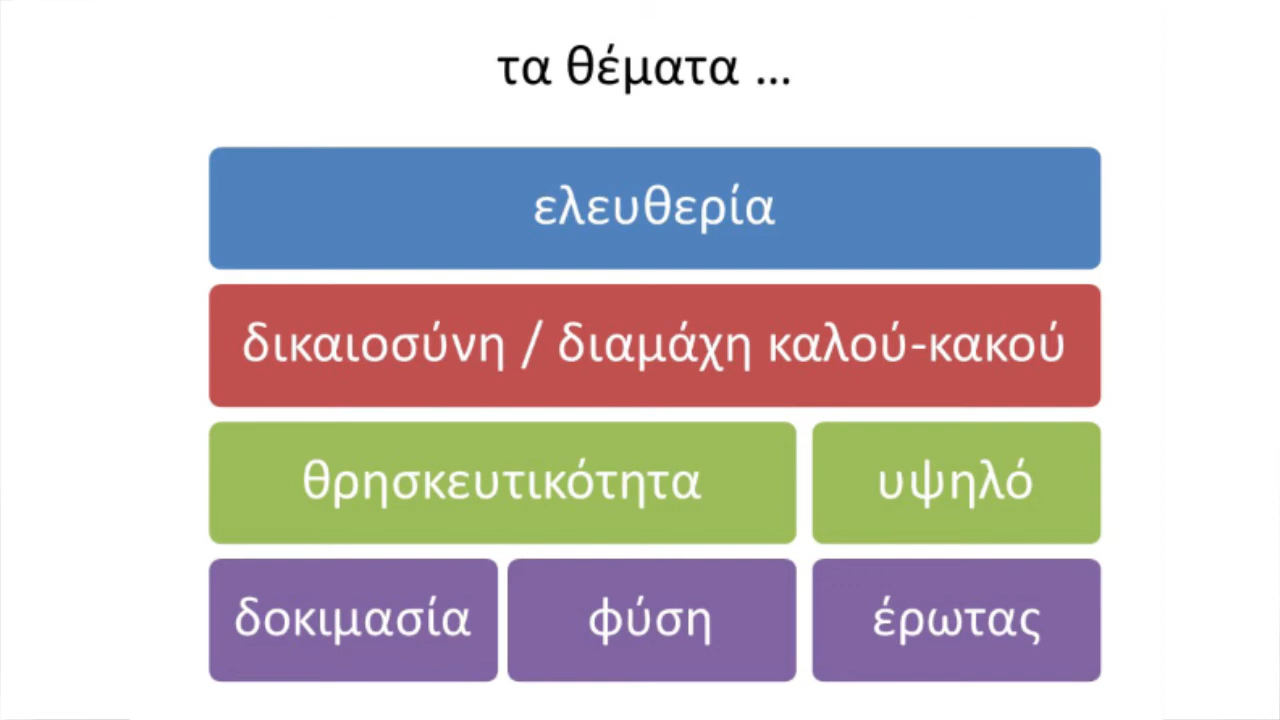 τα θέματα ...
ελευθερία
δικαιοσύνη / διαμάχη καλού-κακού
θρησκευτικότητα
υψηλό
δοκιμασία
φύση
έρωτας